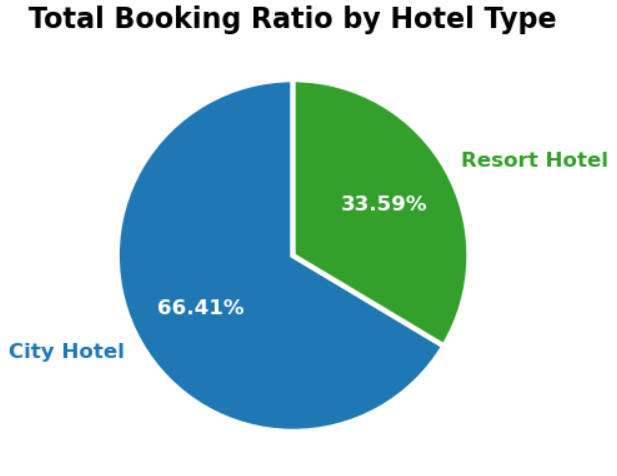 Total Booking Ratio by Hotel Type
Resort Hotel
33.59%
66.41%
City Hotel